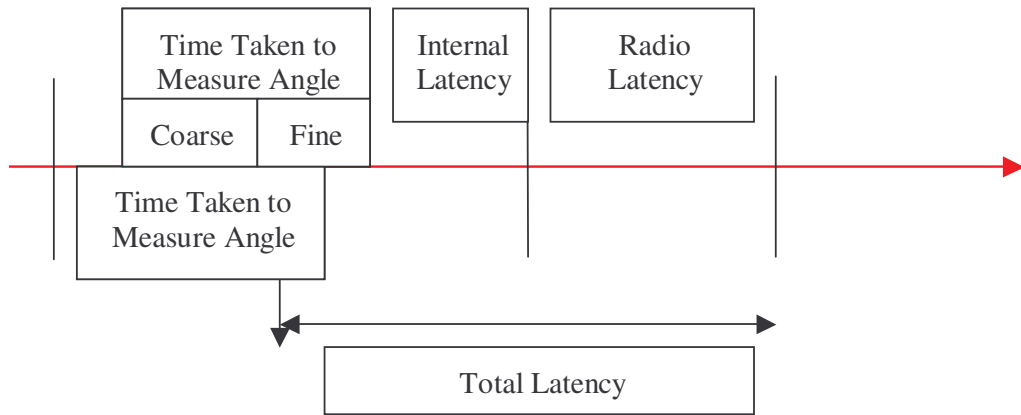 Time Taken to
Measure Angle
Internal
Latency
Radio
Latency
Coarse
Fine
Time Taken to
Measure Angle
Total Latency